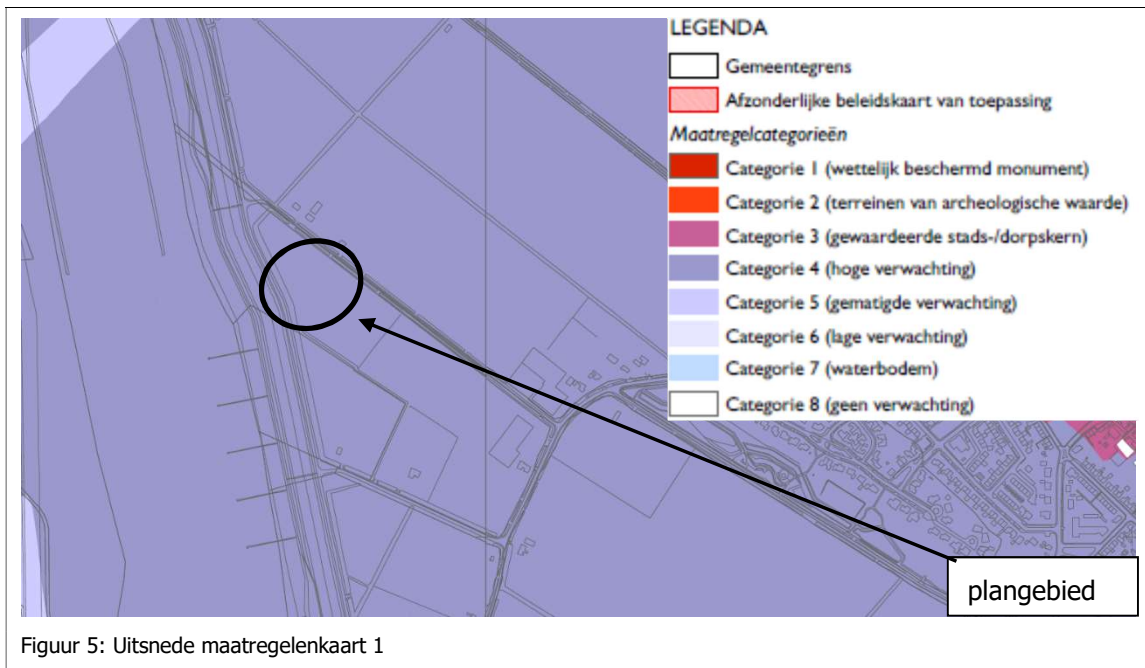 LEGENDA
Gemeentegrens
Afzonderlijke beleidskaart van toepassing
Maatregelcategorieën
Categorie 1 (wettelijk beschermd monument)
Categorie 2 (terreinen van archeologische waarde)
Categorie 3 (gewaardeerde stads-/dorpskern)
Categorie 4 (hoge verwachting)
Categorie 5 (gematigde verwachting)
Categorie 6 (lage verwachting)
Categorie 7 (waterbodem)
Categorie 8 (geen verwachting)
plangebied
Figuur 5: Uitsnede maatregelenkaart 1